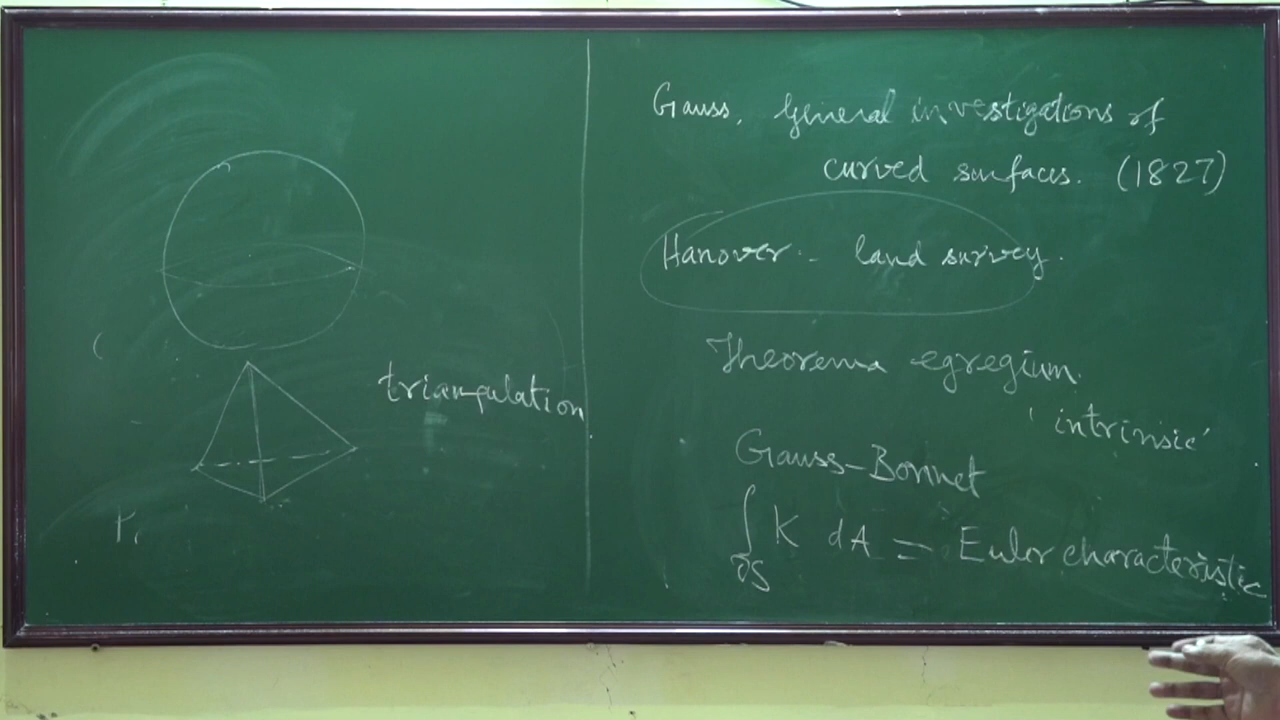 triangulation
Gauss, General investigations of
curved surfaces. (1827)
Hanover - land survey.
Theorema egregium.
'intrinsic'
Gauss-Bonnet
∫_∂S K dA = Euler characteristic